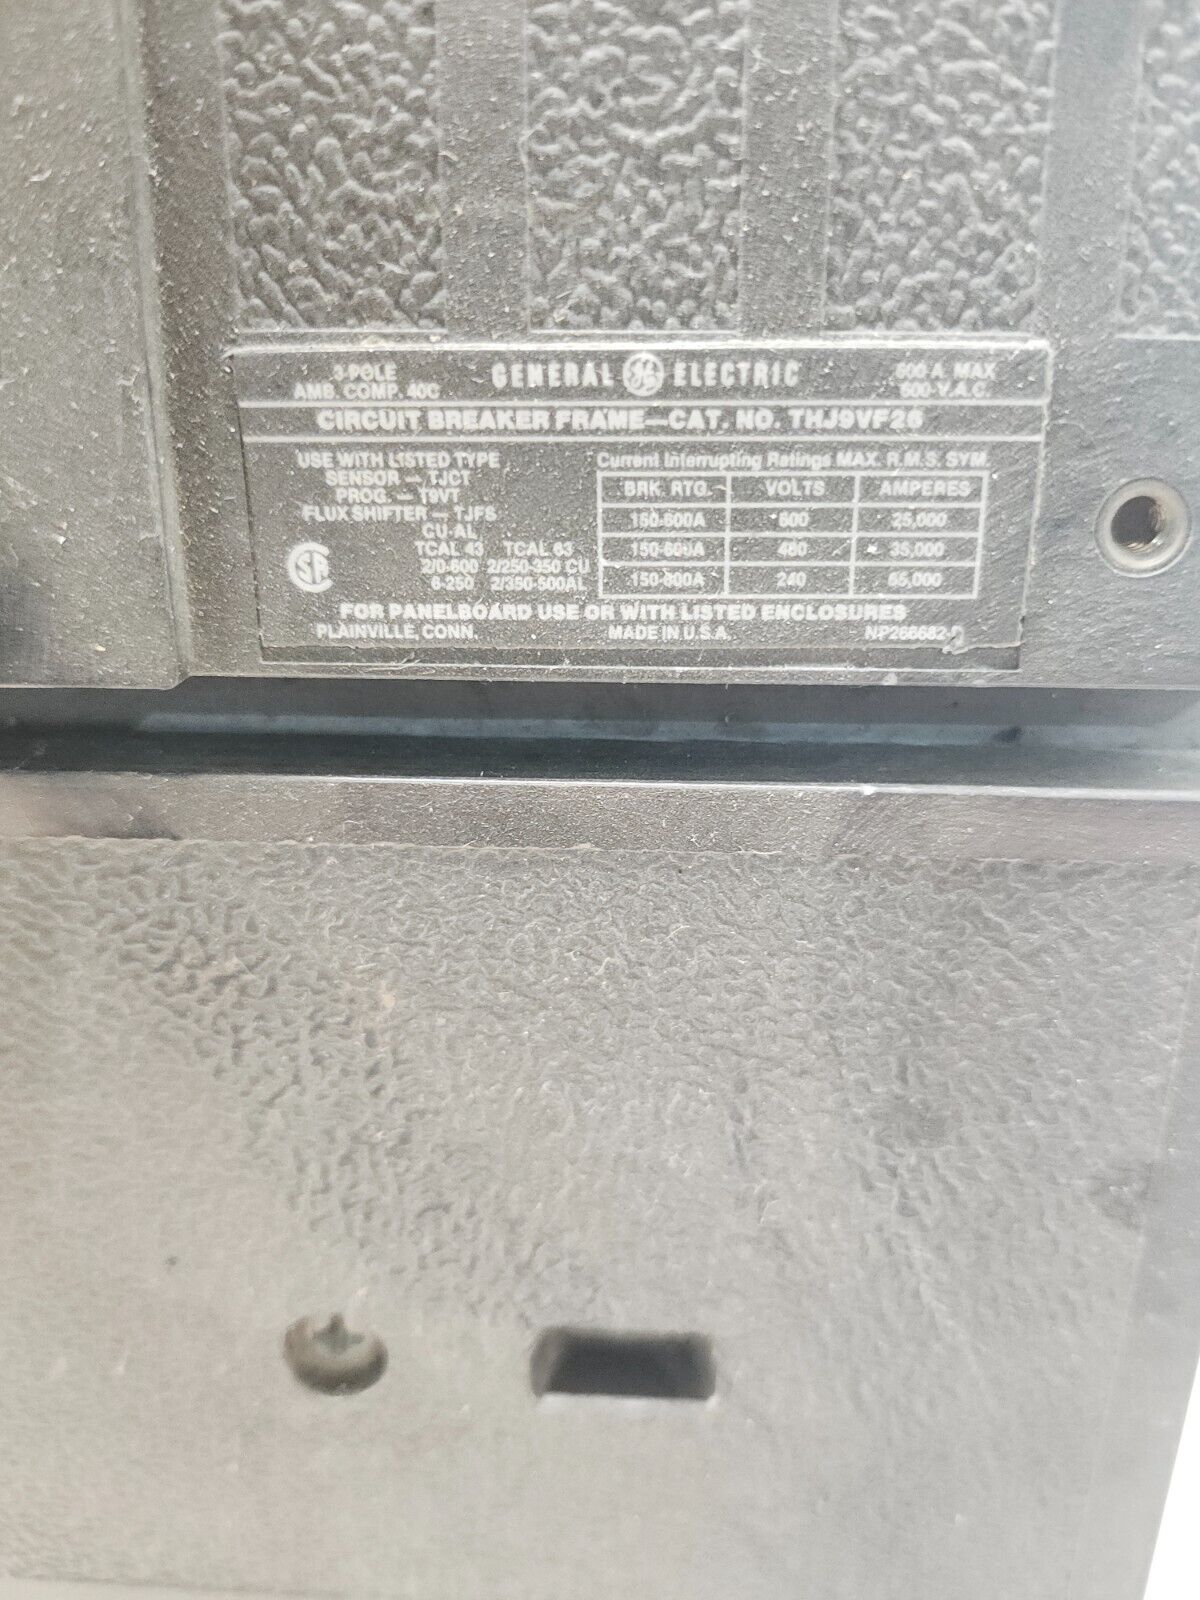 3-POLE
AMB. COMP. 40C
GENERAL GE ELECTRIC
600-A. MAX
600-V.A.C.
CIRCUIT BREAKER FRAME—CAT. NO. THJ9VF26
USE WITH LISTED TYPE
SENSOR — TJCT
PROG. — T9VT
FLUX SHIFTER — TJFS
CU-AL
TCAL 43 TCAL 63
2/0-600 2/250-350 CU
6-250 2/350-500AL
SA
Current Interrupting Ratings MAX. R.M.S. SYM
BRK. RTG. VOLTS AMPERES
150-600A 600 25,000
150-600A 480 35,000
150-600A 240 65,000
FOR PANELBOARD USE OR WITH LISTED ENCLOSURES
PLAINVILLE, CONN. MADE IN U.S.A. NP266682